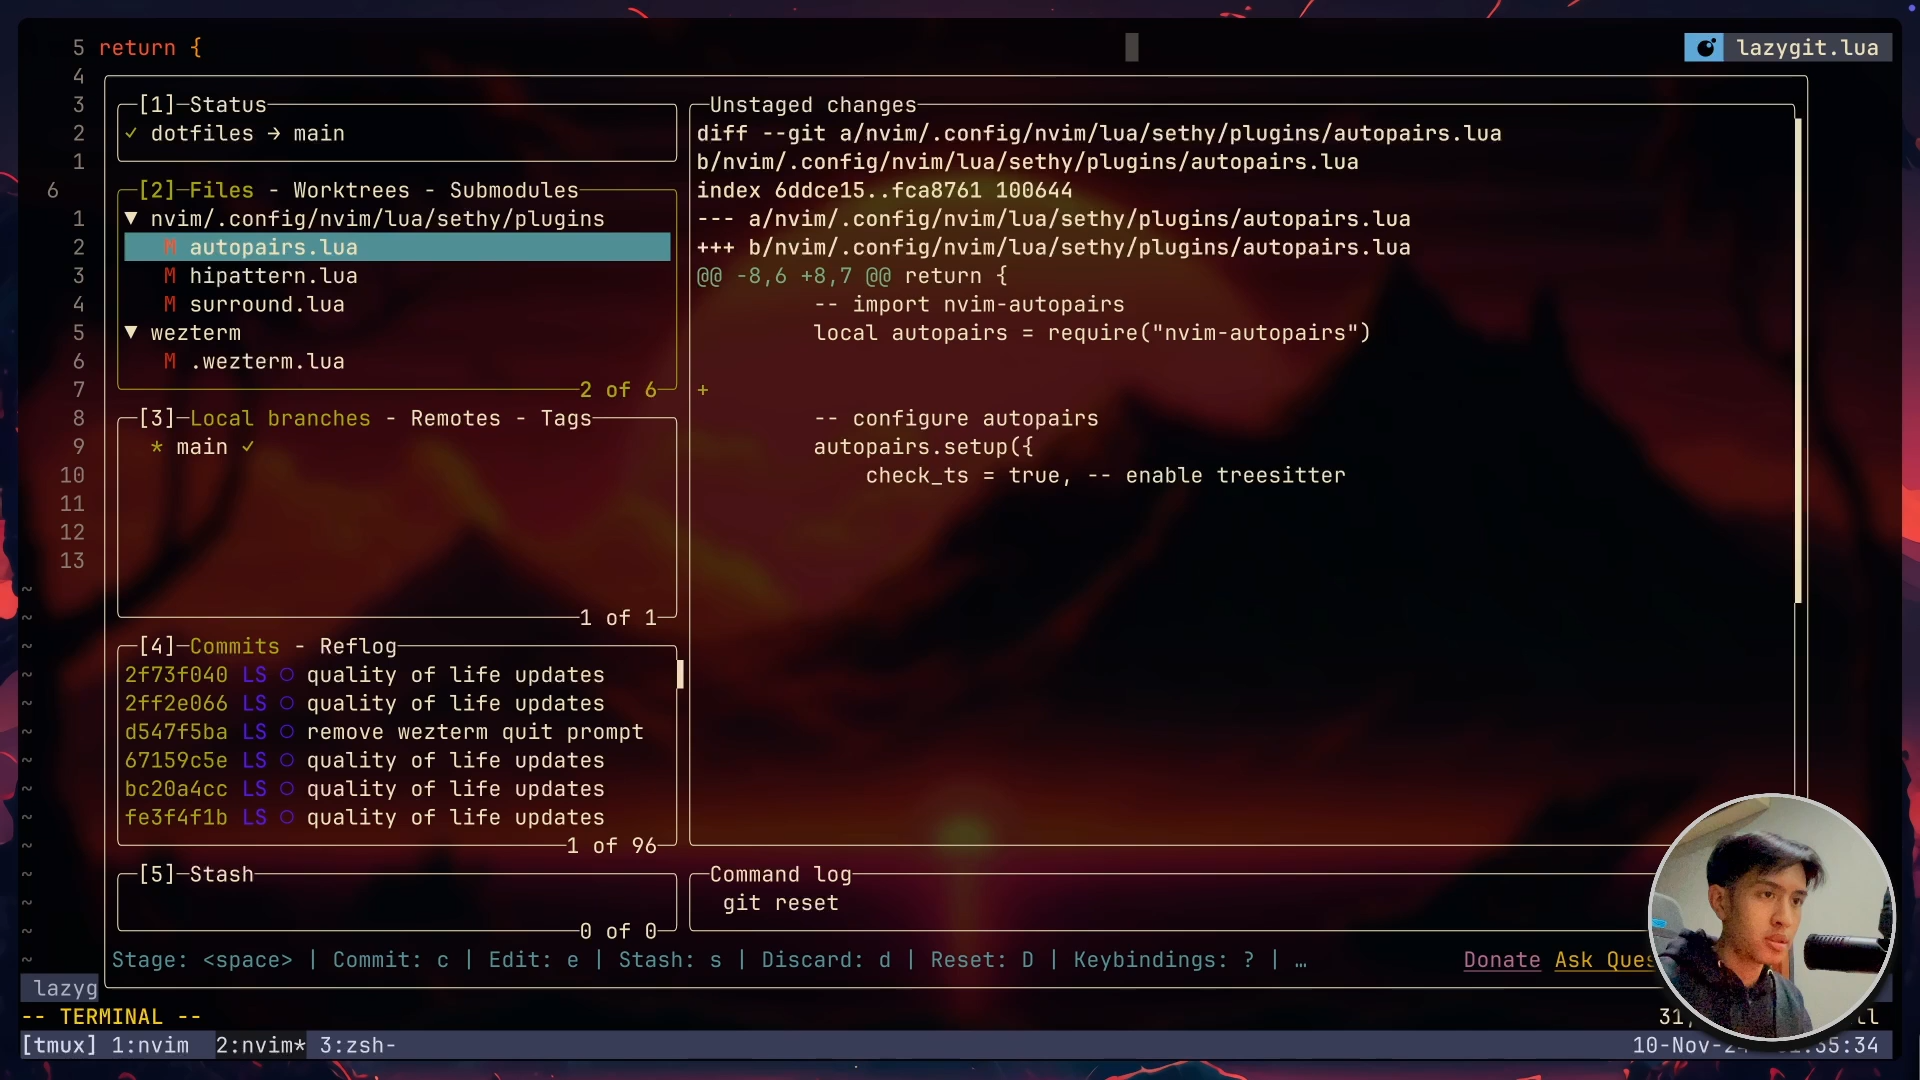 5 return {
lazygit.lua
4
3
2
1
6
1
2
3
4
5
6
7
8
9
10
11
12
13
[1]-Status
✓ dotfiles → main
[2]-Files - Worktrees - Submodules
▼ nvim/.config/nvim/lua/sethy/plugins
M autopairs.lua
M hipattern.lua
M surround.lua
▼ wezterm
M .wezterm.lua
2 of 6
[3]-Local branches - Remotes - Tags
* main ✓
1 of 1
[4]-Commits - Reflog
2f73f040 LS ○ quality of life updates
2ff2e066 LS ○ quality of life updates
d547f5ba LS ○ remove wezterm quit prompt
67159c5e LS ○ quality of life updates
bc20a4cc LS ○ quality of life updates
fe3f4f1b LS ○ quality of life updates
1 of 96
[5]-Stash
0 of 0
Unstaged changes
diff --git a/nvim/.config/nvim/lua/sethy/plugins/autopairs.lua
b/nvim/.config/nvim/lua/sethy/plugins/autopairs.lua
index 6ddce15..fca8761 100644
--- a/nvim/.config/nvim/lua/sethy/plugins/autopairs.lua
+++ b/nvim/.config/nvim/lua/sethy/plugins/autopairs.lua
@@ -8,6 +8,7 @@ return {
-- import nvim-autopairs
local autopairs = require("nvim-autopairs")
+
-- configure autopairs
autopairs.setup({
check_ts = true, -- enable treesitter
Command log
git reset
Stage: <space> | Commit: c | Edit: e | Stash: s | Discard: d | Reset: D | Keybindings: ? | …
Donate Ask Ques
lazyg
-- TERMINAL --
31,
[tmux] 1:nvim 2:nvim* 3:zsh-
10-Nov-2
:35:34